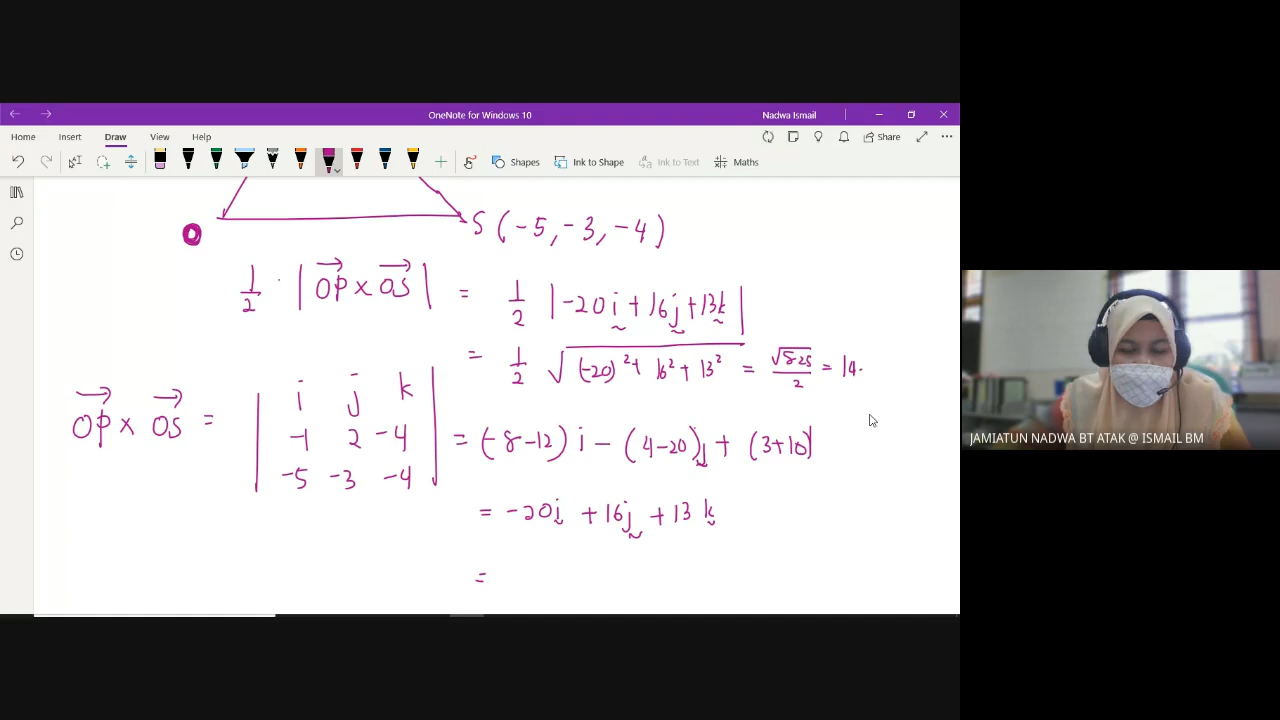 OneNote for Windows 10
Nadwa Ismail
Home Insert Draw View Help
Share
Shapes Ink to Shape Ink to Text Maths
O
S (-5, -3, -4)
1/2 · |OP × OS| = 1/2 |-20i + 16j + 13k|
= 1/2 √((-20)² + 16² + 13²) = √825/2 = 14.
OP × OS = | i j k | = (-8-12) i - (4-20) j + (3+10)
| -1 2 -4 |
| -5 -3 -4 |
= -20i + 16j + 13k
=
JAMIATUN NADWA BT ATAK @ ISMAIL BM